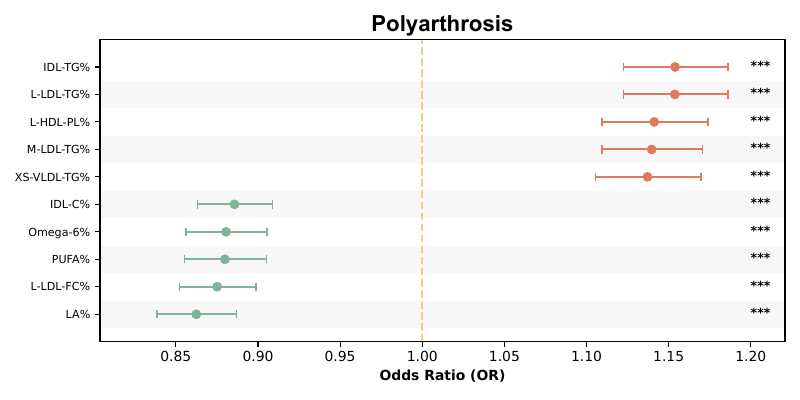 Polyarthrosis
IDL-TG% ***
L-LDL-TG% ***
L-HDL-PL% ***
M-LDL-TG% ***
XS-VLDL-TG% ***
IDL-C% ***
Omega-6% ***
PUFA% ***
L-LDL-FC% ***
LA% ***
0.85 0.90 0.95 1.00 1.05 1.10 1.15 1.20
Odds Ratio (OR)